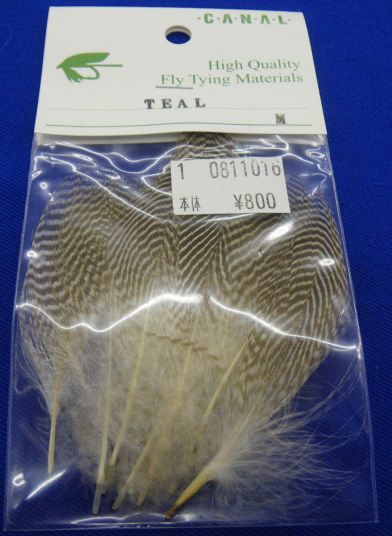 ·C·A·N·A·L·
High Quality
Fly Tying Materials
TEAL
M
1 0811016
本体 ¥800